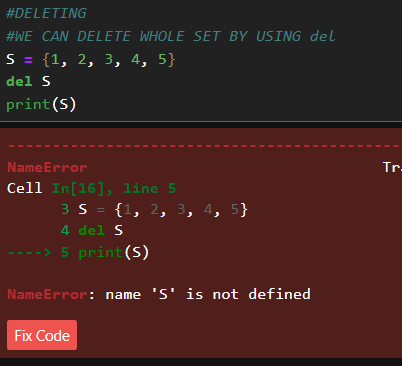 #DELETING
#WE CAN DELETE WHOLE SET BY USING del
S = {1, 2, 3, 4, 5}
del S
print(S)
---------------------------------------------------
NameError Tr
Cell In[16], line 5
3 S = {1, 2, 3, 4, 5}
4 del S
----> 5 print(S)
NameError: name 'S' is not defined
Fix Code